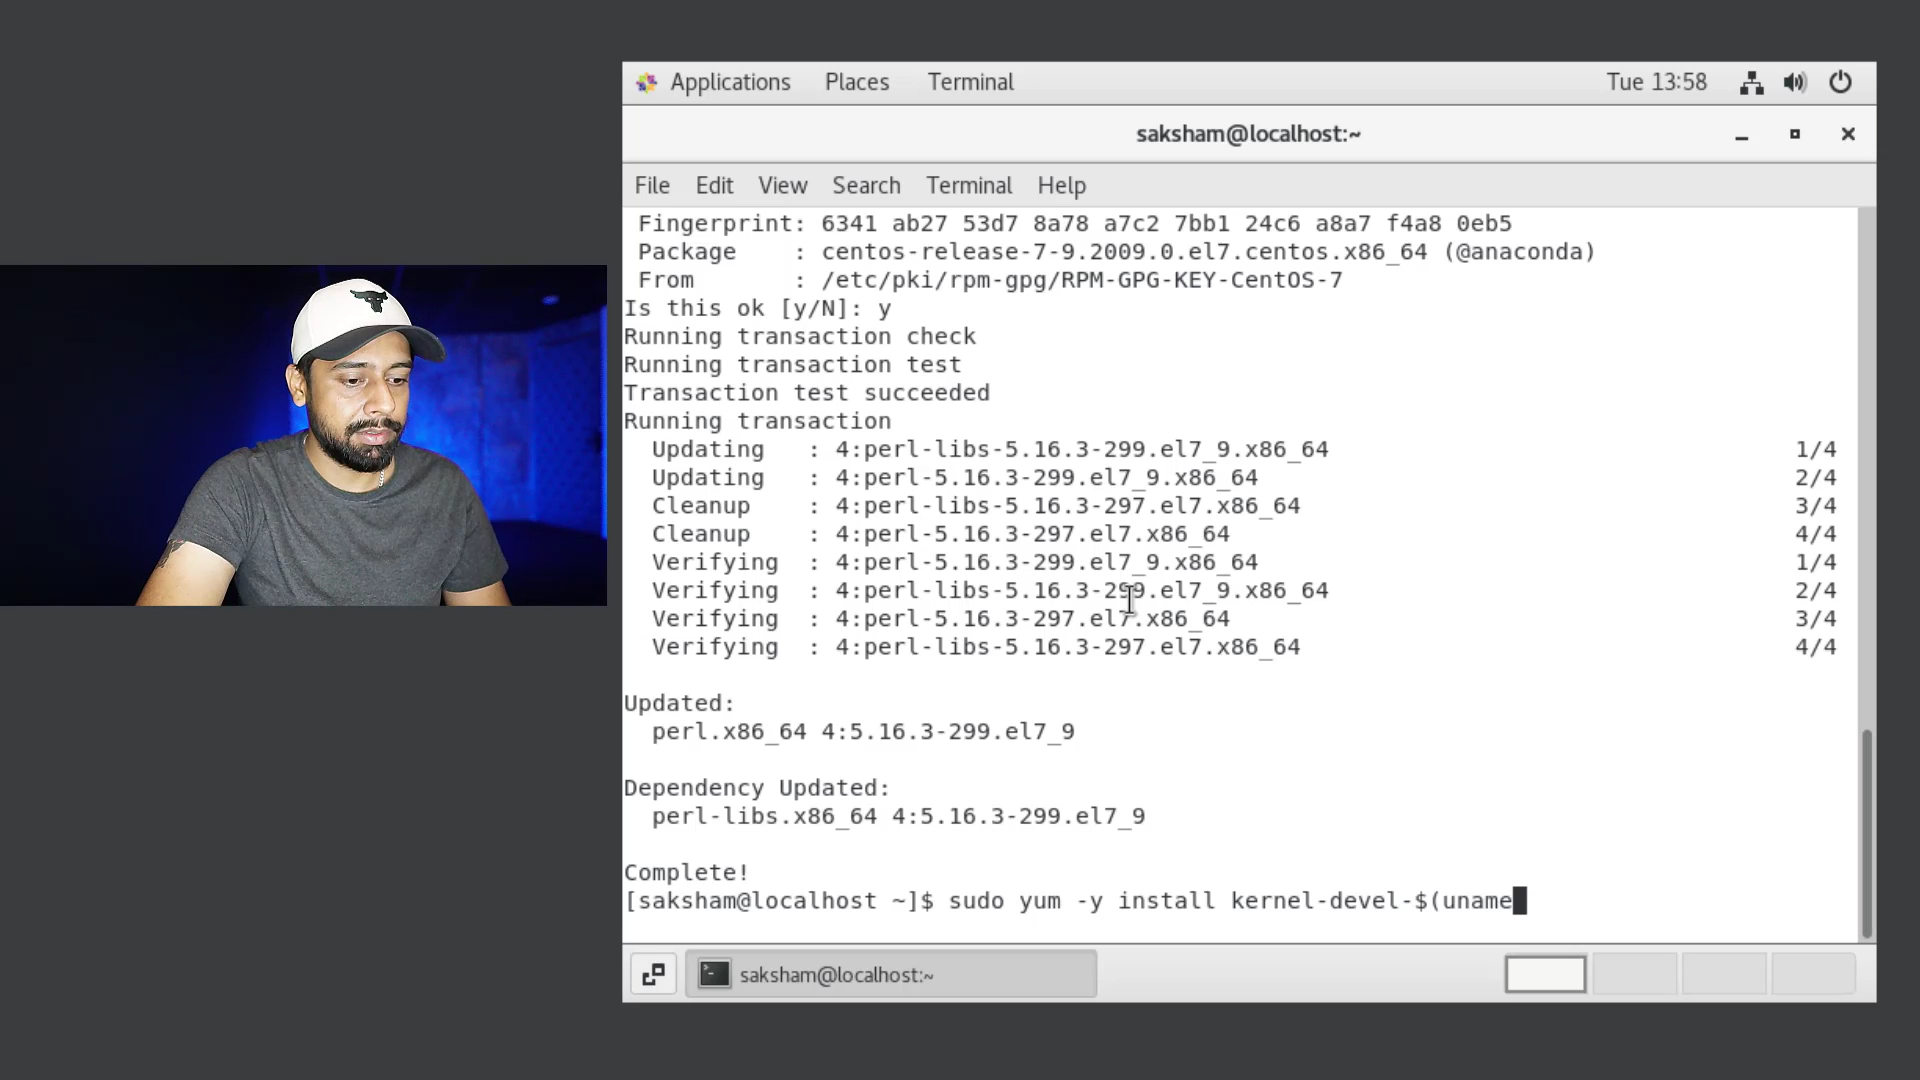 Applications Places Terminal Tue 13:58
saksham@localhost:~
File Edit View Search Terminal Help
Fingerprint: 6341 ab27 53d7 8a78 a7c2 7bb1 24c6 a8a7 f4a8 0eb5
Package    : centos-release-7-9.2009.0.el7.centos.x86_64 (@anaconda)
From       : /etc/pki/rpm-gpg/RPM-GPG-KEY-CentOS-7
Is this ok [y/N]: y
Running transaction check
Running transaction test
Transaction test succeeded
Running transaction
Updating   : 4:perl-libs-5.16.3-299.el7_9.x86_64 1/4
Updating   : 4:perl-5.16.3-299.el7_9.x86_64 2/4
Cleanup    : 4:perl-5.16.3-297.el7.x86_64 3/4
Cleanup    : 4:perl-libs-5.16.3-297.el7.x86_64 4/4
Verifying  : 4:perl-5.16.3-299.el7_9.x86_64 1/4
Verifying  : 4:perl-libs-5.16.3-299.el7_9.x86_64 2/4
Verifying  : 4:perl-5.16.3-297.el7.x86_64 3/4
Verifying  : 4:perl-libs-5.16.3-297.el7.x86_64 4/4
Updated:
perl.x86_64 4:5.16.3-299.el7_9
Dependency Updated:
perl-libs.x86_64 4:5.16.3-299.el7_9
Complete!
[saksham@localhost ~]$ sudo yum -y install kernel-devel-$(uname
saksham@localhost:~